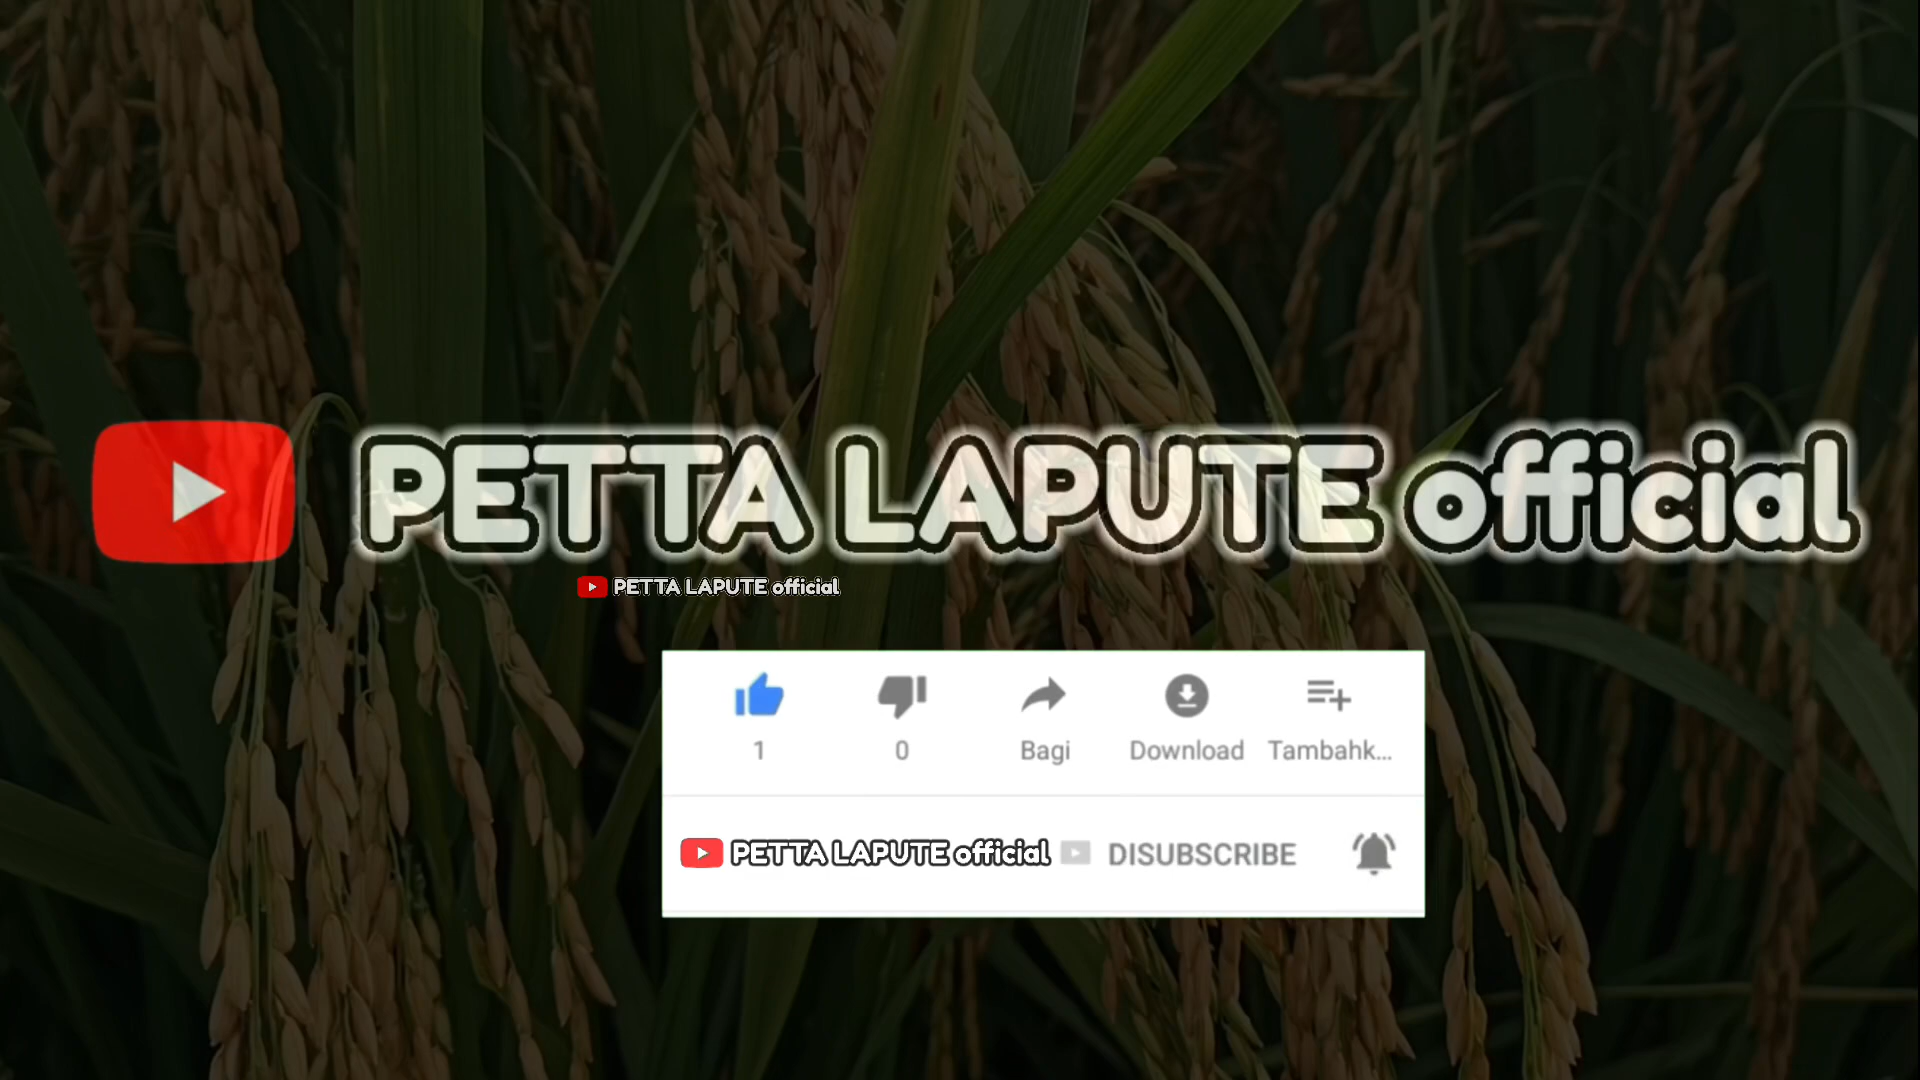 PETTA LAPUTE official
PETTA LAPUTE official
1 0 Bagi Download Tambahk...
PETTA LAPUTE official DISUBSCRIBE